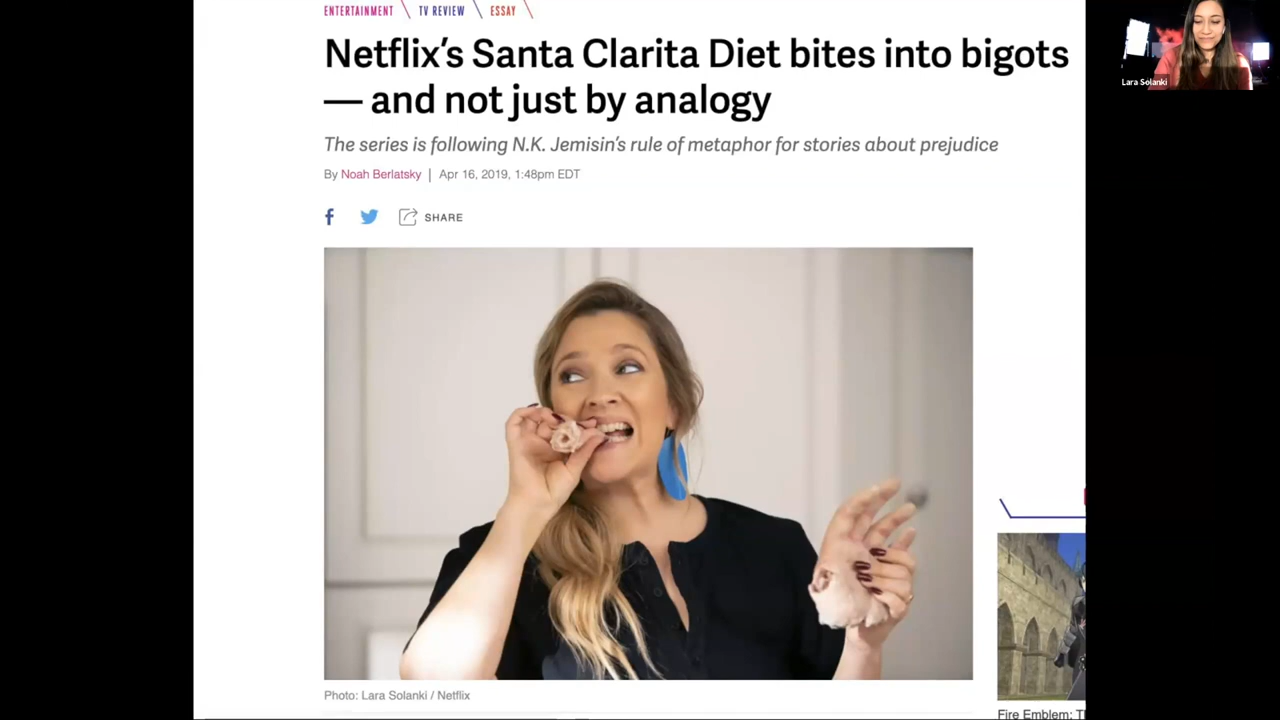 ENTERTAINMENT TV REVIEW ESSAY
Netflix’s Santa Clarita Diet bites into bigots
— and not just by analogy
The series is following N.K. Jemisin’s rule of metaphor for stories about prejudice
By Noah Berlatsky | Apr 16, 2019, 1:48pm EDT
f SHARE
Photo: Lara Solanki / Netflix
Fire Emblem: T
Lara Solanki